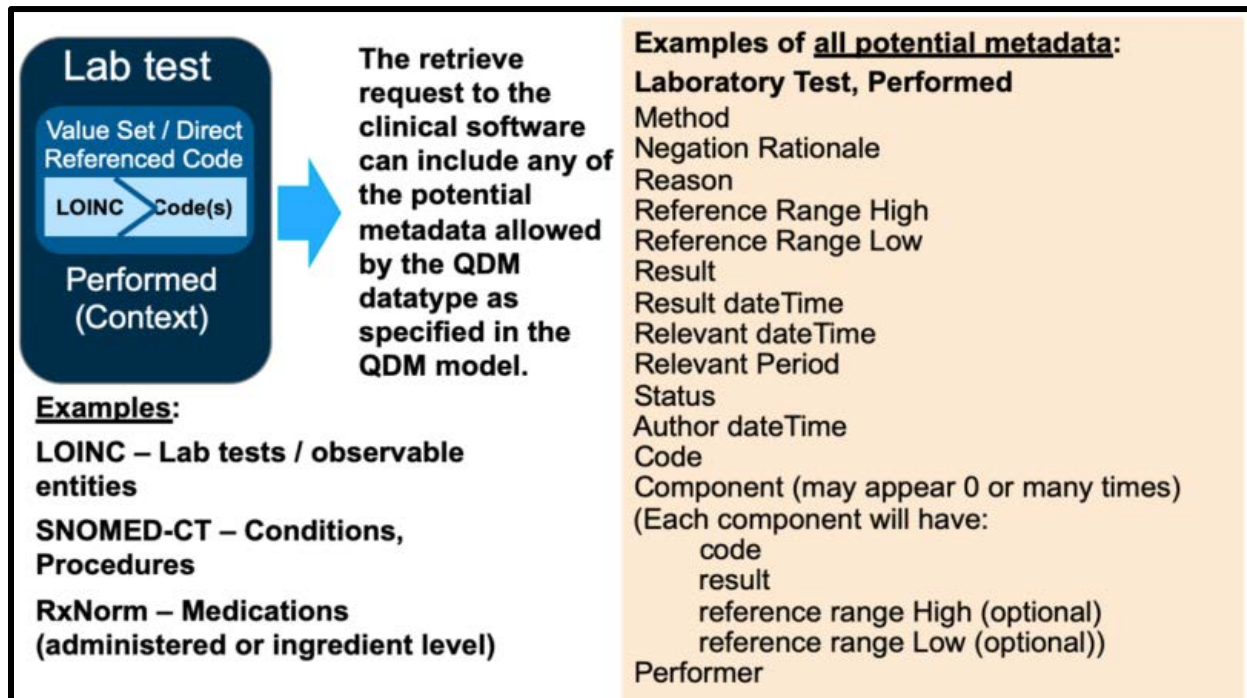 Lab test
Value Set / Direct
Referenced Code
LOINC
Code(s)
Performed
(Context)
The retrieve
request to the
clinical software
can include any of
the potential
metadata allowed
by the QDM
datatype as
specified in the
QDM model.
Examples:
LOINC – Lab tests / observable
entities
SNOMED-CT – Conditions,
Procedures
RxNorm – Medications
(administered or ingredient level)
Examples of all potential metadata:
Laboratory Test, Performed
Method
Negation Rationale
Reason
Reference Range High
Reference Range Low
Result
Result dateTime
Relevant dateTime
Relevant Period
Status
Author dateTime
Code
Component (may appear 0 or many times)
(Each component will have:
code
result
reference range High (optional)
reference range Low (optional))
Performer